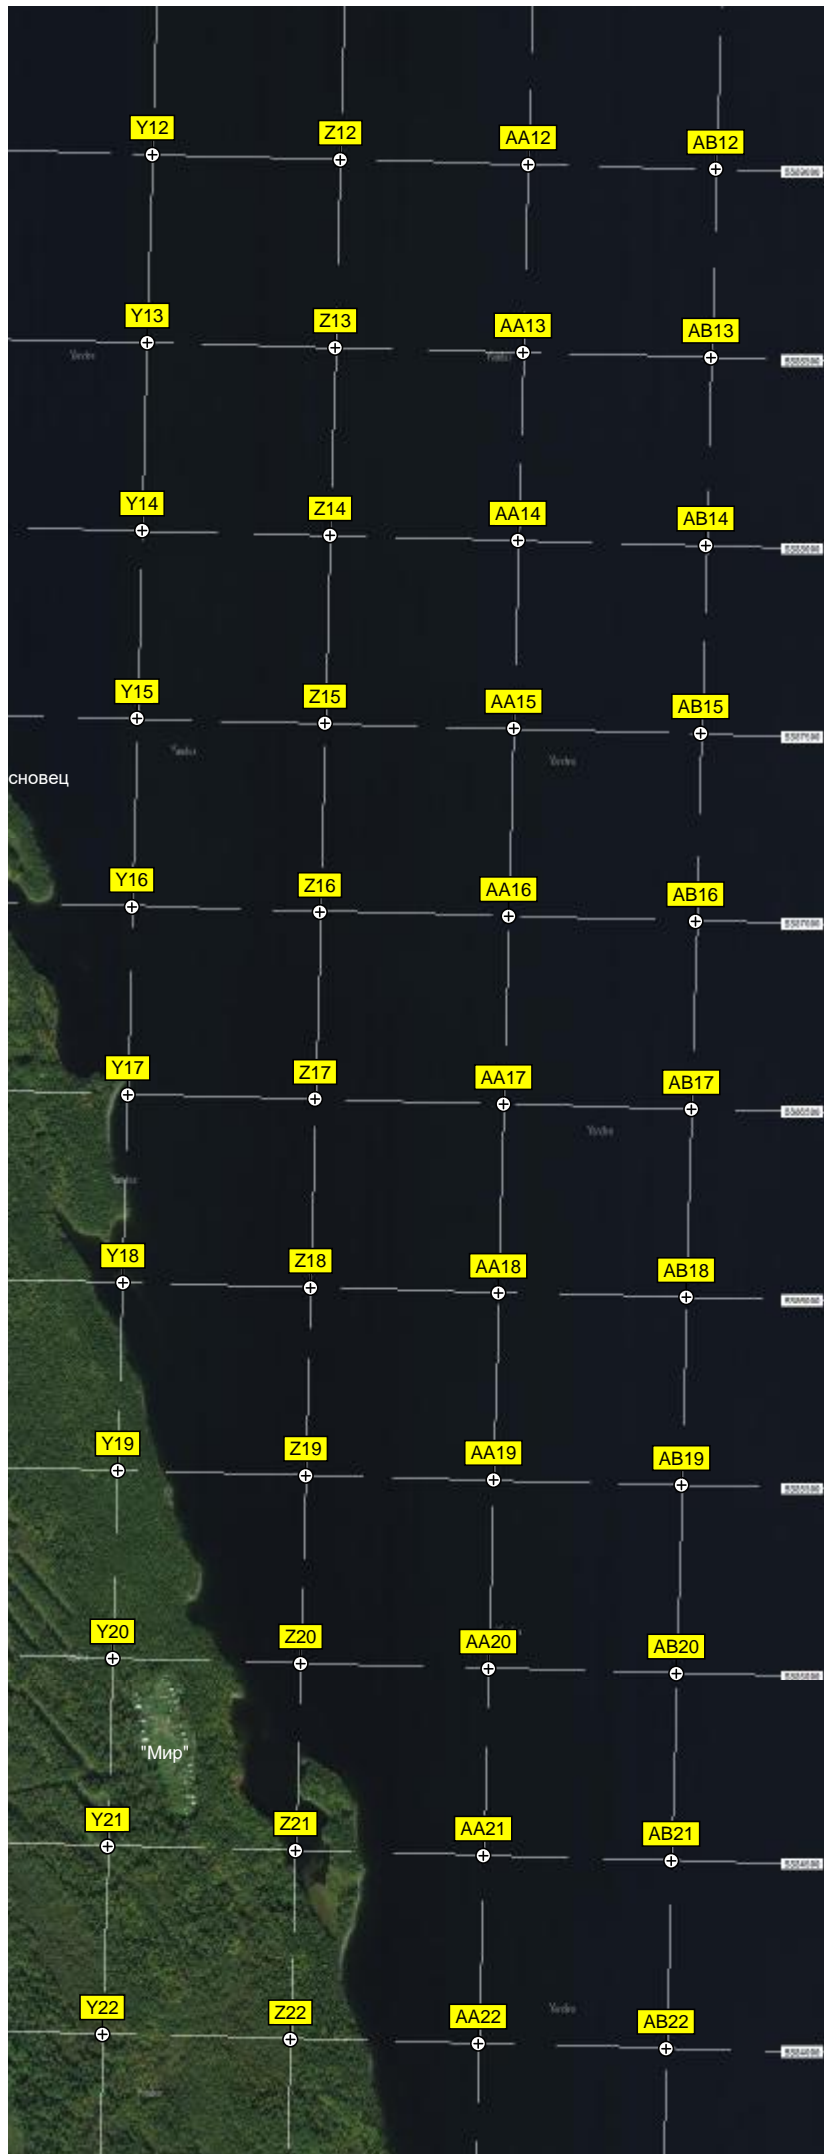 Y12
Z12
AA12
AB12
Y13
Z13
AA13
AB13
Y14
Z14
AA14
AB14
Y15
Z15
AA15
AB15
сновец
Y16
Z16
AA16
AB16
Y17
Z17
AA17
AB17
Y18
Z18
AA18
AB18
Y19
Z19
AA19
AB19
Y20
Z20
AA20
AB20
"Мир"
Y21
Z21
AA21
AB21
Y22
Z22
AA22
AB22